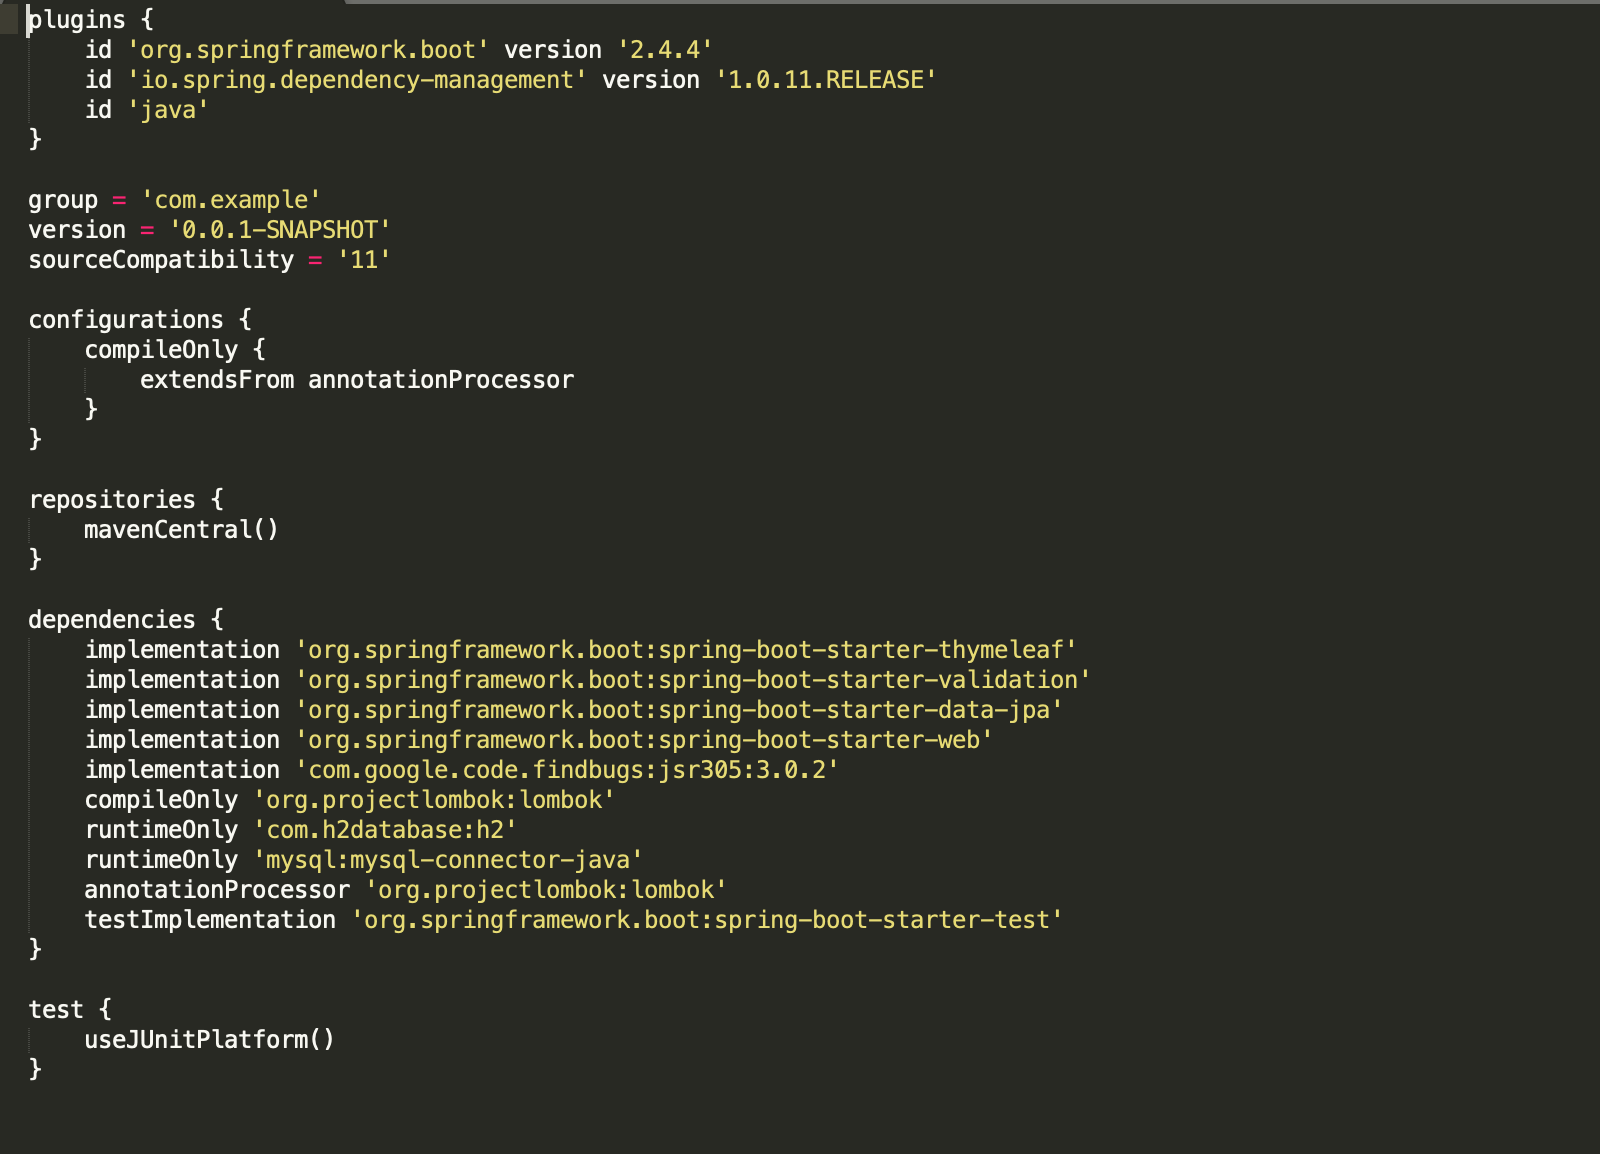 plugins {
    id 'org.springframework.boot' version '2.4.4'
    id 'io.spring.dependency-management' version '1.0.11.RELEASE'
    id 'java'
}

group = 'com.example'
version = '0.0.1-SNAPSHOT'
sourceCompatibility = '11'

configurations {
    compileOnly {
        extendsFrom annotationProcessor
    }
}

repositories {
    mavenCentral()
}

dependencies {
    implementation 'org.springframework.boot:spring-boot-starter-thymeleaf'
    implementation 'org.springframework.boot:spring-boot-starter-validation'
    implementation 'org.springframework.boot:spring-boot-starter-data-jpa'
    implementation 'org.springframework.boot:spring-boot-starter-web'
    implementation 'com.google.code.findbugs:jsr305:3.0.2'
    compileOnly 'org.projectlombok:lombok'
    runtimeOnly 'com.h2database:h2'
    runtimeOnly 'mysql:mysql-connector-java'
    annotationProcessor 'org.projectlombok:lombok'
    testImplementation 'org.springframework.boot:spring-boot-starter-test'
}

test {
    useJUnitPlatform()
}